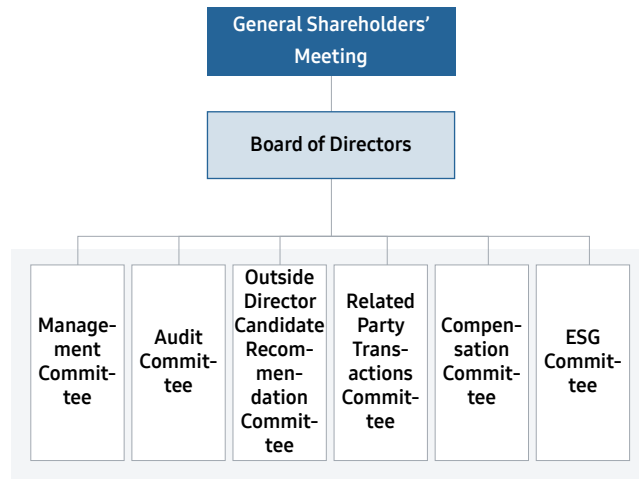 General Shareholders'
Meeting
Board of Directors
Manage-
ment
Commit-
tee
Audit
Commit-
tee
Outside
Director
Candidate
Recom-
men-
dation
Commit-
tee
Related
Party
Trans-
actions
Commit-
tee
Compen-
sation
Commit-
tee
ESG
Commit-
tee